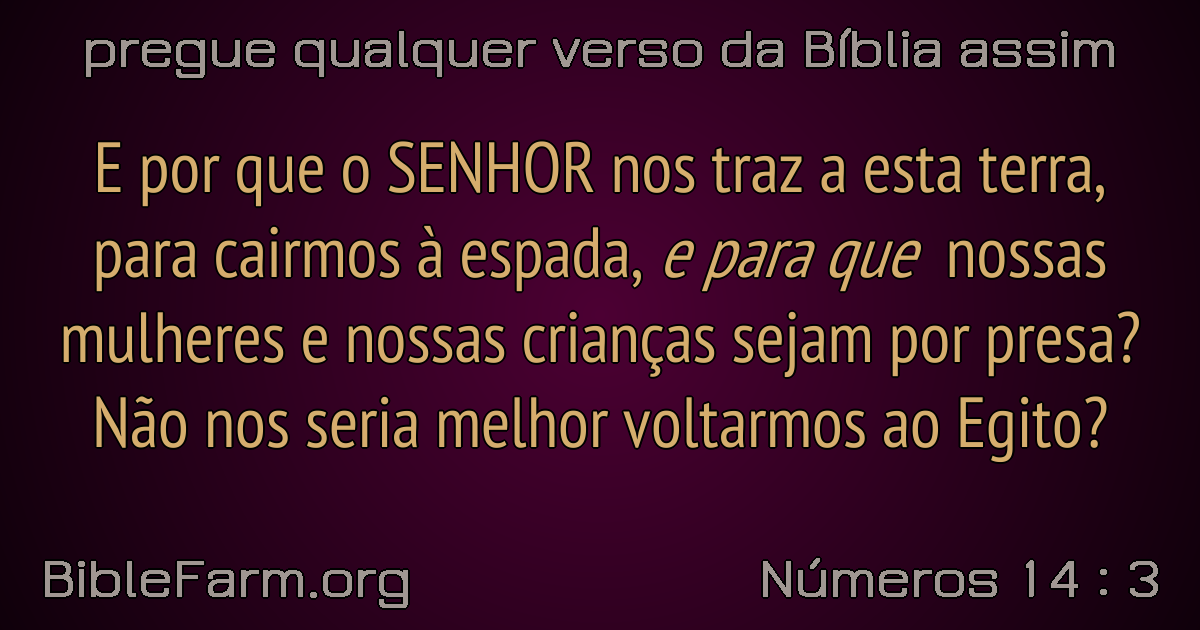 pregue qualquer verso da Bíblia assim
E por que o SENHOR nos traz a esta terra,
para cairmos à espada, e para que nossas
mulheres e nossas crianças sejam por presa?
Não nos seria melhor voltarmos ao Egito?
BibleFarm.org
Números 14 : 3